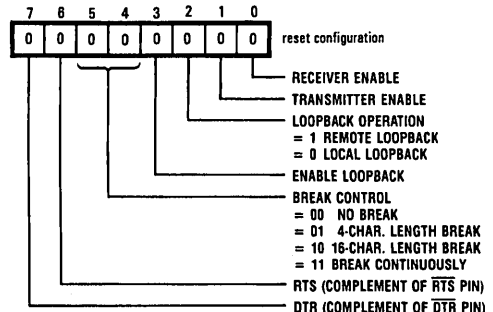 7 6 5 4 3 2 1 0
0 0 0 0 0 0 0 0 reset configuration
RECEIVER ENABLE
TRANSMITTER ENABLE
LOOPBACK OPERATION
= 1 REMOTE LOOPBACK
= 0 LOCAL LOOPBACK
ENABLE LOOPBACK
BREAK CONTROL
= 00 NO BREAK
= 01 4-CHAR. LENGTH BREAK
= 10 16-CHAR. LENGTH BREAK
= 11 BREAK CONTINUOUSLY
RTS (COMPLEMENT OF R̅T̅S̅ PIN)
DTR (COMPLEMENT OF D̅T̅R̅ PIN)